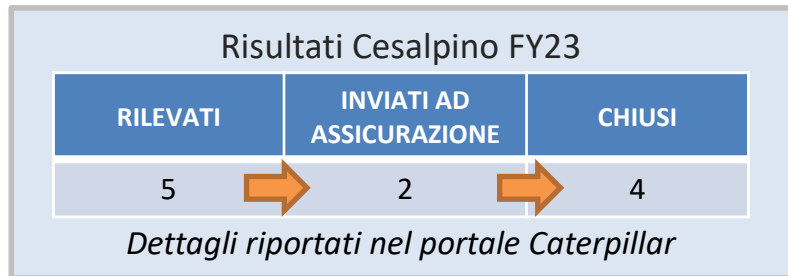 Risultati Cesalpino FY23
RILEVATI
INVIATI AD
ASSICURAZIONE
CHIUSI
5
2
4
Dettagli riportati nel portale Caterpillar